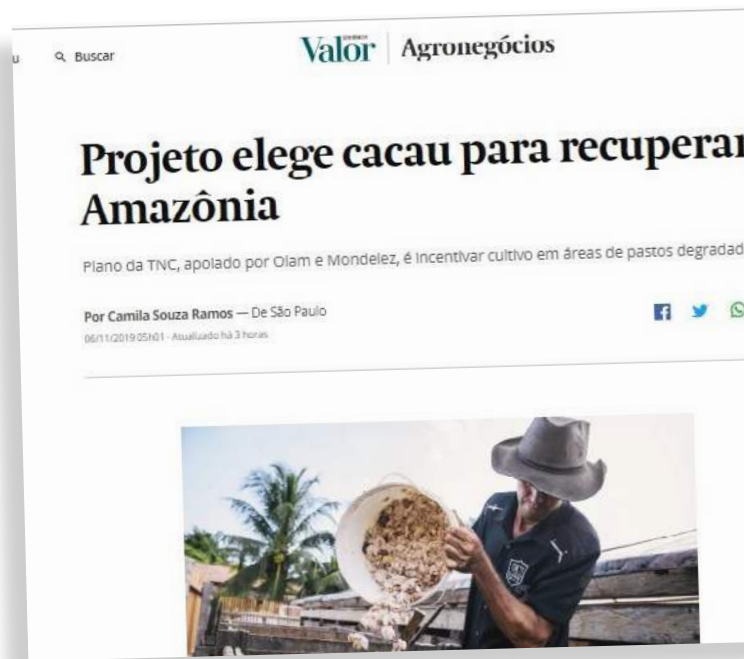 Buscar
Valor Agronegócios
Projeto elege cacau para recuperar
Amazônia
Plano da TNC, apoiado por Olam e Mondelez, é incentivar cultivo em áreas de pastos degradad
Por Camila Souza Ramos — De São Paulo
06/11/2019 05h01 - Atualizado há 3 horas